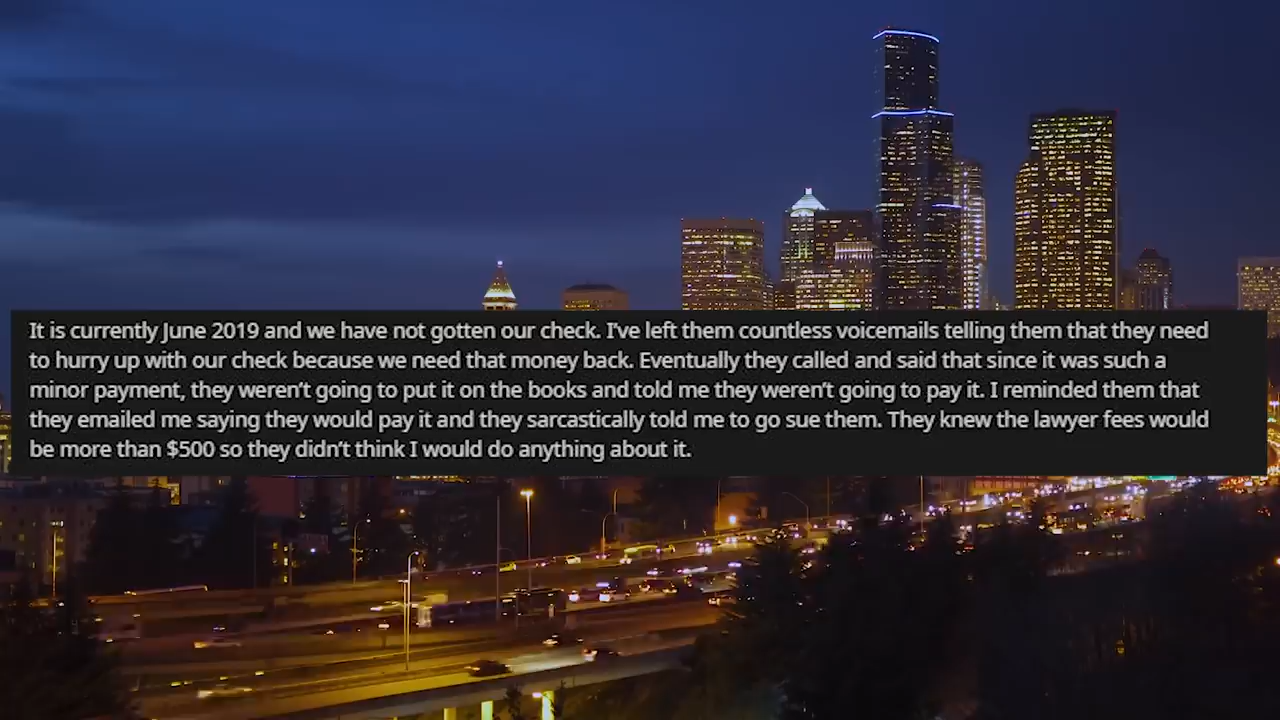 It is currently June 2019 and we have not gotten our check. I've left them countless voicemails telling them that they need
to hurry up with our check because we need that money back. Eventually they called and said that since it was such a
minor payment, they weren't going to put it on the books and told me they weren't going to pay it. I reminded them that
they emailed me saying they would pay it and they sarcastically told me to go sue them. They knew the lawyer fees would
be more than $500 so they didn't think I would do anything about it.